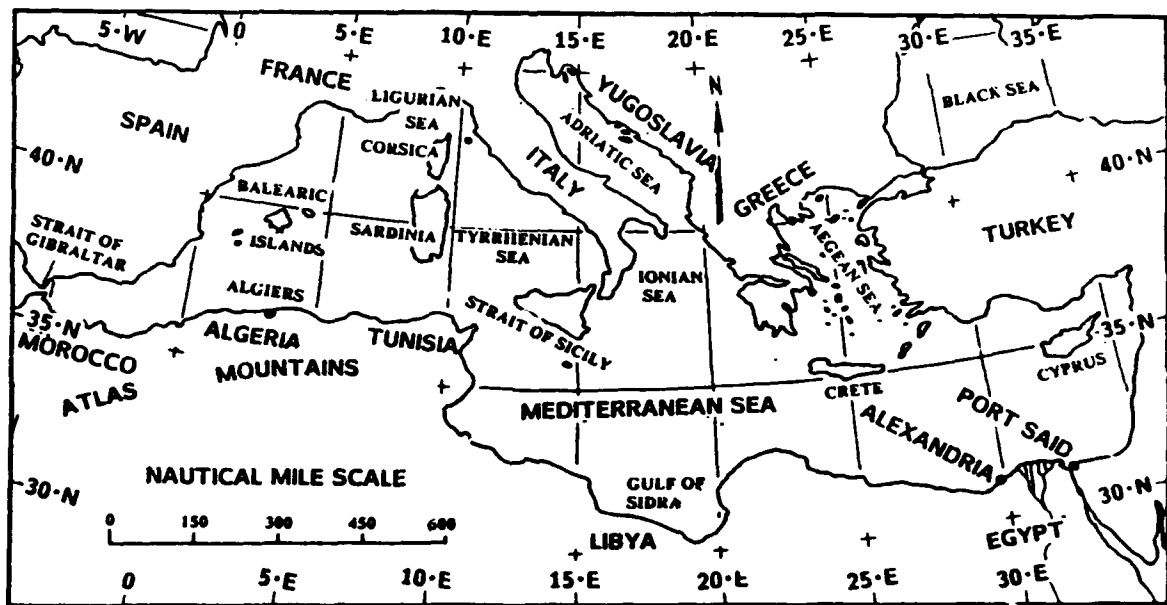 5·W
0
5·E
10·E
15·E
20·E
25·E
30·E
35·E
FRANCE
LIGURIAN
SEA
CORSICA
YUGOSLAVIA
N
BLACK SEA
SPAIN
ADRIATIC SEA
ITALY
40·N
40·N
GREECE
BALEARIC
ISLANDS
SARDINIA
TYRRHENIAN
SEA
AEGEAN SEA
TURKEY
STRAIT OF
GIBRALTAR
IONIAN
SEA
ALGIERS
STRAIT OF SICILY
35·N
35·N
ALGERIA
TUNISIA
MOROCCO
MOUNTAINS
ATLAS
CRETE
CYPRUS
MEDITERRANEAN SEA
ALEXANDRIA
PORT SAID
NAUTICAL MILE SCALE
0 150 300 450 600
GULF OF
SIDRA
30·N
30·N
LIBYA
EGYPT
0
5·E
10·E
15·E
20·E
25·E
30·E